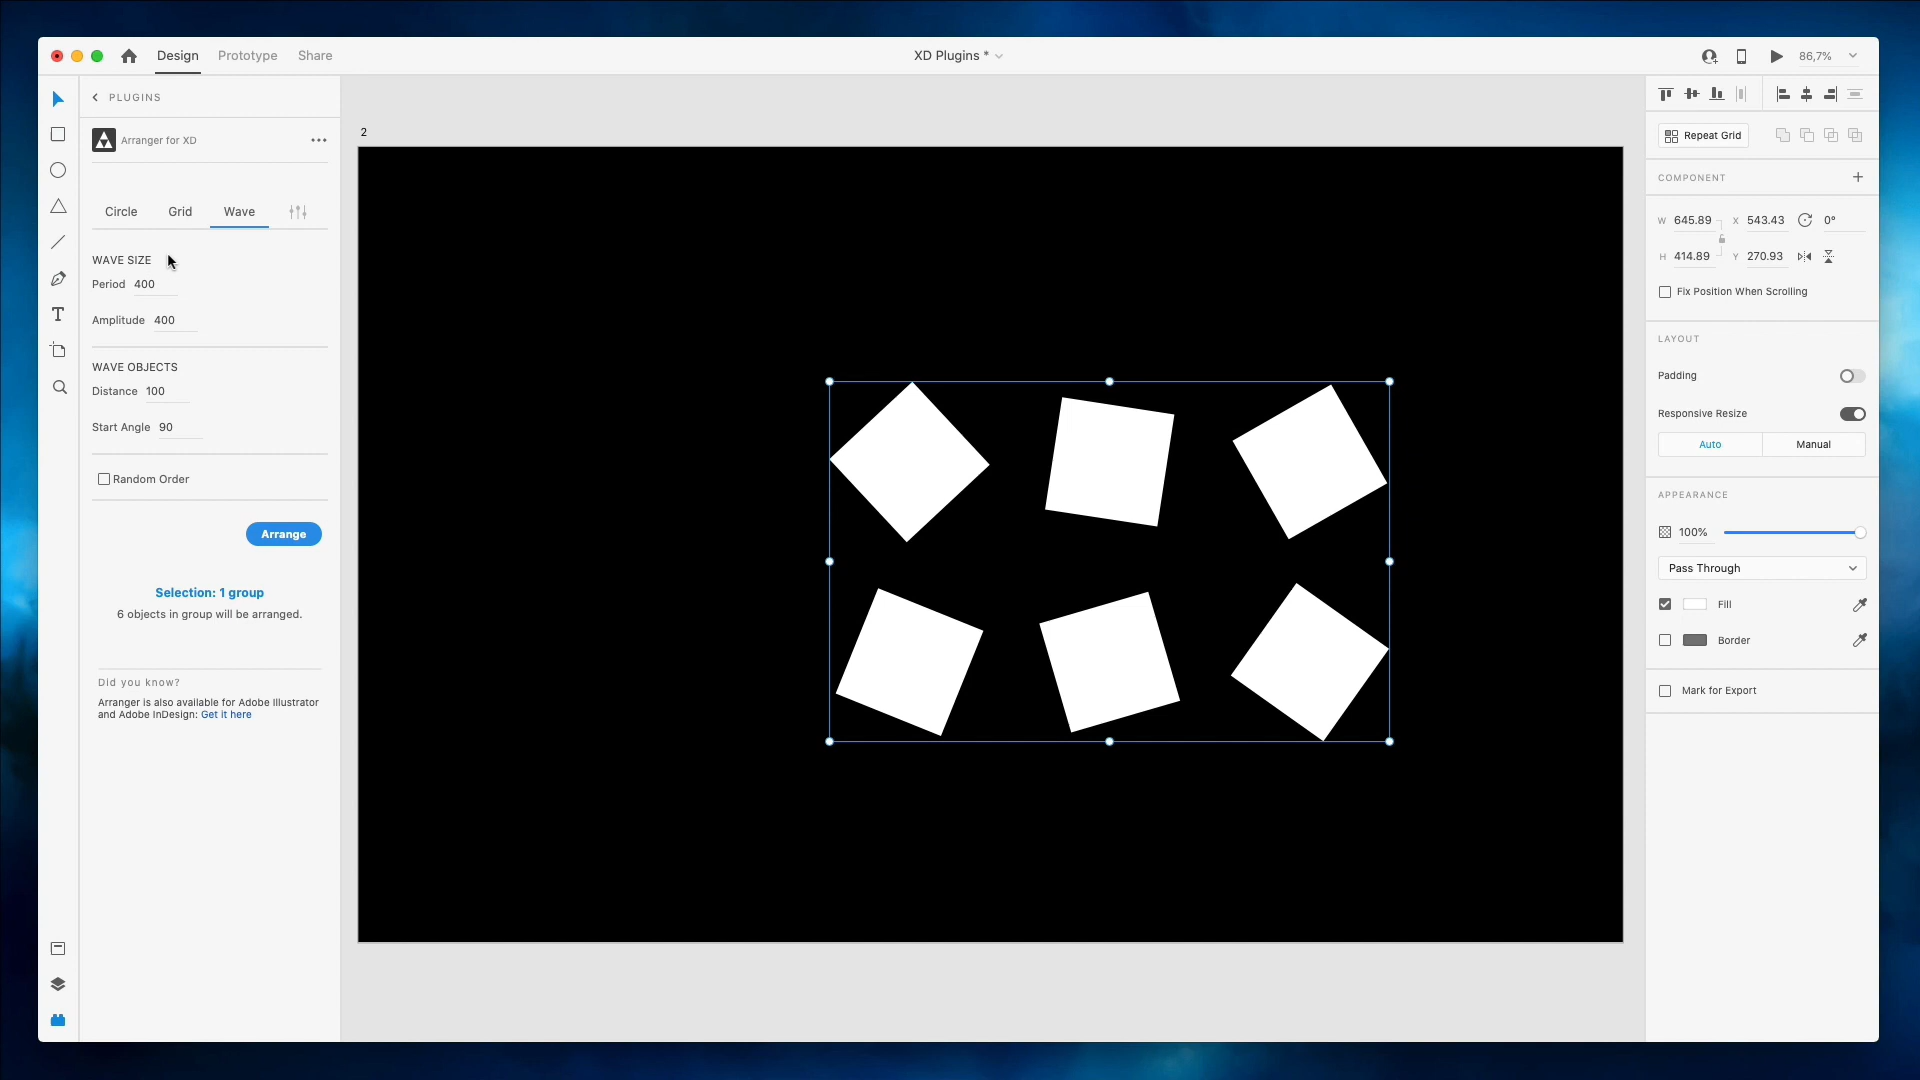 Design Prototype Share
XD Plugins *
86,7%
PLUGINS
Arranger for XD
Circle Grid Wave
WAVE SIZE
Period 400
Amplitude 400
WAVE OBJECTS
Distance 100
Start Angle 90
Random Order
Arrange
Selection: 1 group
6 objects in group will be arranged.
Did you know?
Arranger is also available for Adobe Illustrator
and Adobe InDesign: Get it here
2
Repeat Grid
COMPONENT
W 645.89 X 543.43 0°
H 414.89 Y 270.93
Fix Position When Scrolling
LAYOUT
Padding
Responsive Resize
Auto Manual
APPEARANCE
100%
Pass Through
Fill
Border
Mark for Export